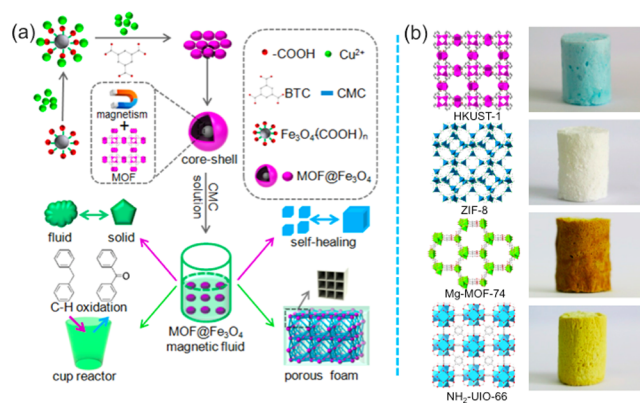 (a)
-COOH
Cu²⁺
-BTC
CMC
magnetism
+
MOF
Fe₃O₄(COOH)n
core-shell
MOF@Fe₃O₄
CMC
solution
fluid
solid
self-healing
O
C-H oxidation
MOF@Fe₃O₄
magnetic fluid
cup reactor
porous foam
(b)
HKUST-1
ZIF-8
Mg-MOF-74
NH₂-UIO-66